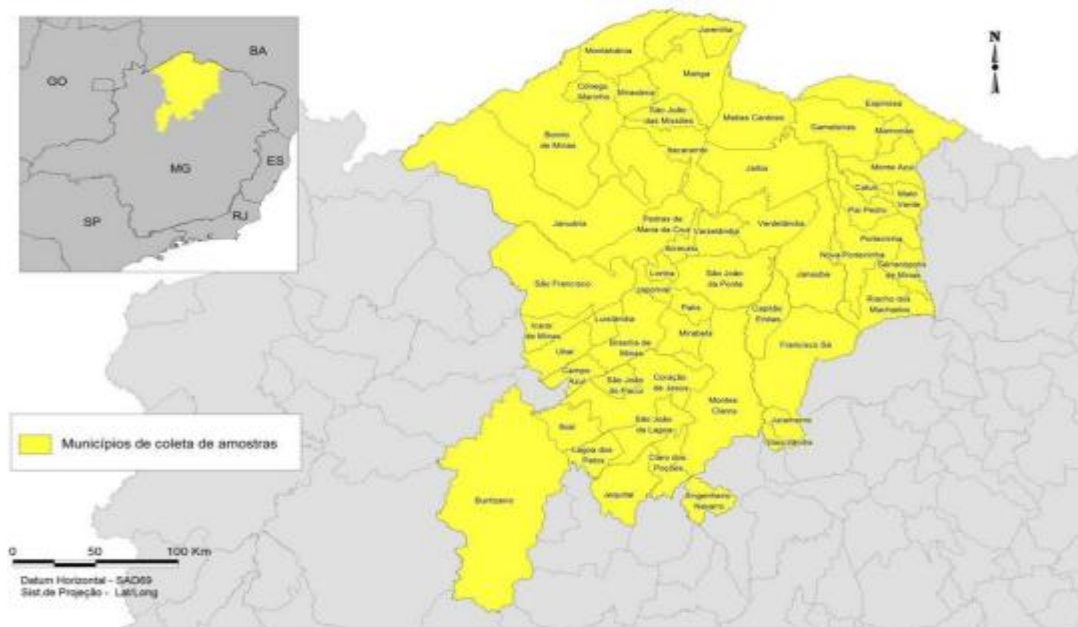 BA
GO
MG
ES
SP
RJ
N
Juvenília
Montalvânia
Manga
Cônego
Marinho
Miravânia
São João
das Missões
Matias Cardoso
Espinosa
Gameleiras
Mamonas
Bonito
de Minas
Itacarambi
Jaíba
Monte Azul
Catuti
Mato
Verde
Pai Pedro
Januária
Pedras de
Maria da Cruz
Varzelândia
Verdelândia
Porteirinha
Ibiracatu
Nova Porteirinha
Serranópolis
de Minas
São Francisco
Lontra
São João
da Ponte
Janaúba
Japonvar
Riacho dos
Machados
Patis
Capitão
Enéas
Icaraí
de Minas
Luislândia
Mirabela
Francisco Sá
Brasília de
Minas
Ubaí
Campo
Azul
São João
do Pacuí
Coração
de Jesus
Montes
Claros
Juramento
Glaucilândia
Ibiaí
São João
da Lagoa
Lagoa dos
Patos
Claro dos
Poções
Buritizeiro
Jequitaí
Engenheiro
Navarro
Municípios de coleta de amostras
0 50 100 Km
Datum Horizontal - SAD69
Sist.de Projeção - Lat/Long